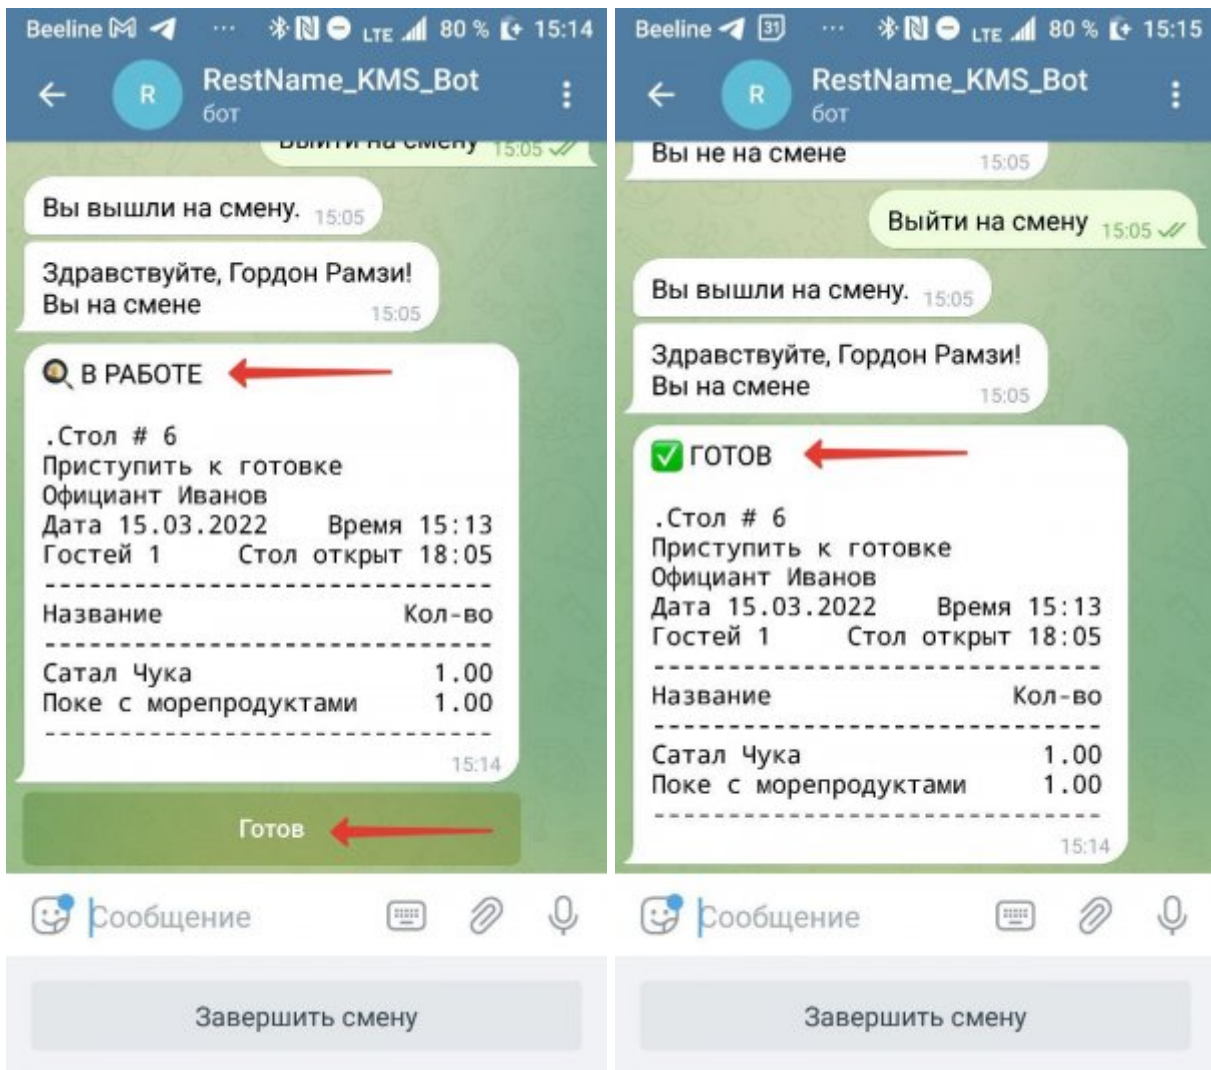 Beeline ... LTE 80 % 15:14
RestName_KMS_Bot
R
бот
Выйти на смену 15:05
Вы вышли на смену. 15:05
Здравствуйте, Гордон Рамзи!
Вы на смене
15:05
В РАБОТЕ
.Стол # 6
Приступить к готовке
Официант Иванов
Дата 15.03.2022 Время 15:13
Гостей 1 Стол открыт 18:05
--------------------------------
Название Кол-во
--------------------------------
Сатал Чука 1.00
Поке с морепродуктами 1.00
--------------------------------
15:14
Готов
Сообщение
Завершить смену
Beeline 31 ... LTE 80 % 15:15
RestName_KMS_Bot
R
бот
Вы не на смене 15:05
Выйти на смену 15:05
Вы вышли на смену. 15:05
Здравствуйте, Гордон Рамзи!
Вы на смене
15:05
ГОТОВ
.Стол # 6
Приступить к готовке
Официант Иванов
Дата 15.03.2022 Время 15:13
Гостей 1 Стол открыт 18:05
--------------------------------
Название Кол-во
--------------------------------
Сатал Чука 1.00
Поке с морепродуктами 1.00
--------------------------------
15:14
Сообщение
Завершить смену